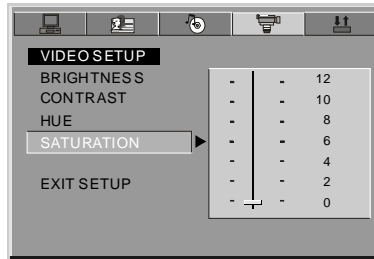 VIDEO SETUP
BRIGHTNESS
CONTRAST
HUE
SATURATION
EXIT SETUP
12
10
8
6
4
2
0